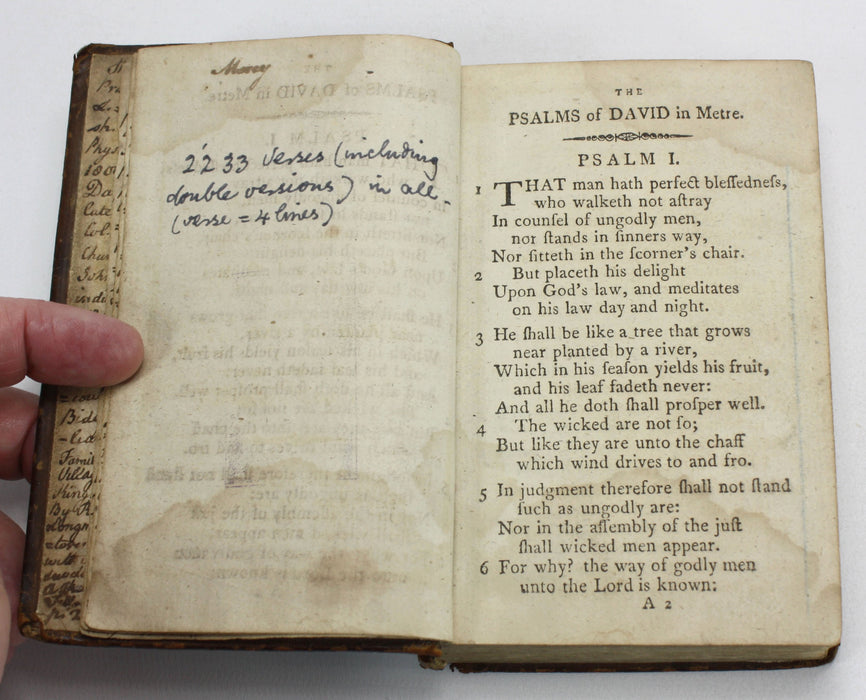 Mercy
2233 verses (including
double versions) in all-
(verse = 4 lines)
THE
PSALMS of DAVID in Metre.
PSALM I.
1 THAT man hath perfect bleſſedneſs,
who walketh not aſtray
In counſel of ungodly men,
nor ſtands in ſinners way,
Nor ſitteth in the ſcorner's chair.
2 But placeth his delight
Upon God's law, and meditates
on his law day and night.
3 He ſhall be like a tree that grows
near planted by a river,
Which in his ſeaſon yields his fruit,
and his leaf fadeth never:
And all he doth ſhall proſper well.
4 The wicked are not ſo;
But like they are unto the chaff
which wind drives to and fro.
5 In judgment therefore ſhall not ſtand
ſuch as ungodly are:
Nor in the aſſembly of the juſt
ſhall wicked men appear.
6 For why? the way of godly men
unto the Lord is known:
A 2